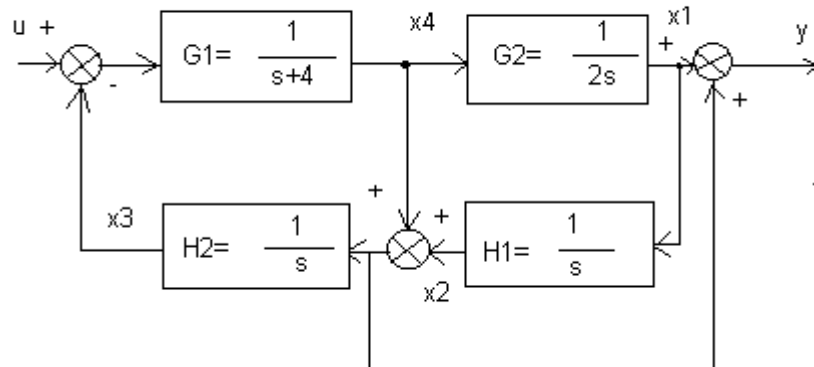 u + x4 x1 y
G1= 1 G2= 1 +
s+4 2s
- +
+ +
x3
H2= 1 H1= 1
s s
x2